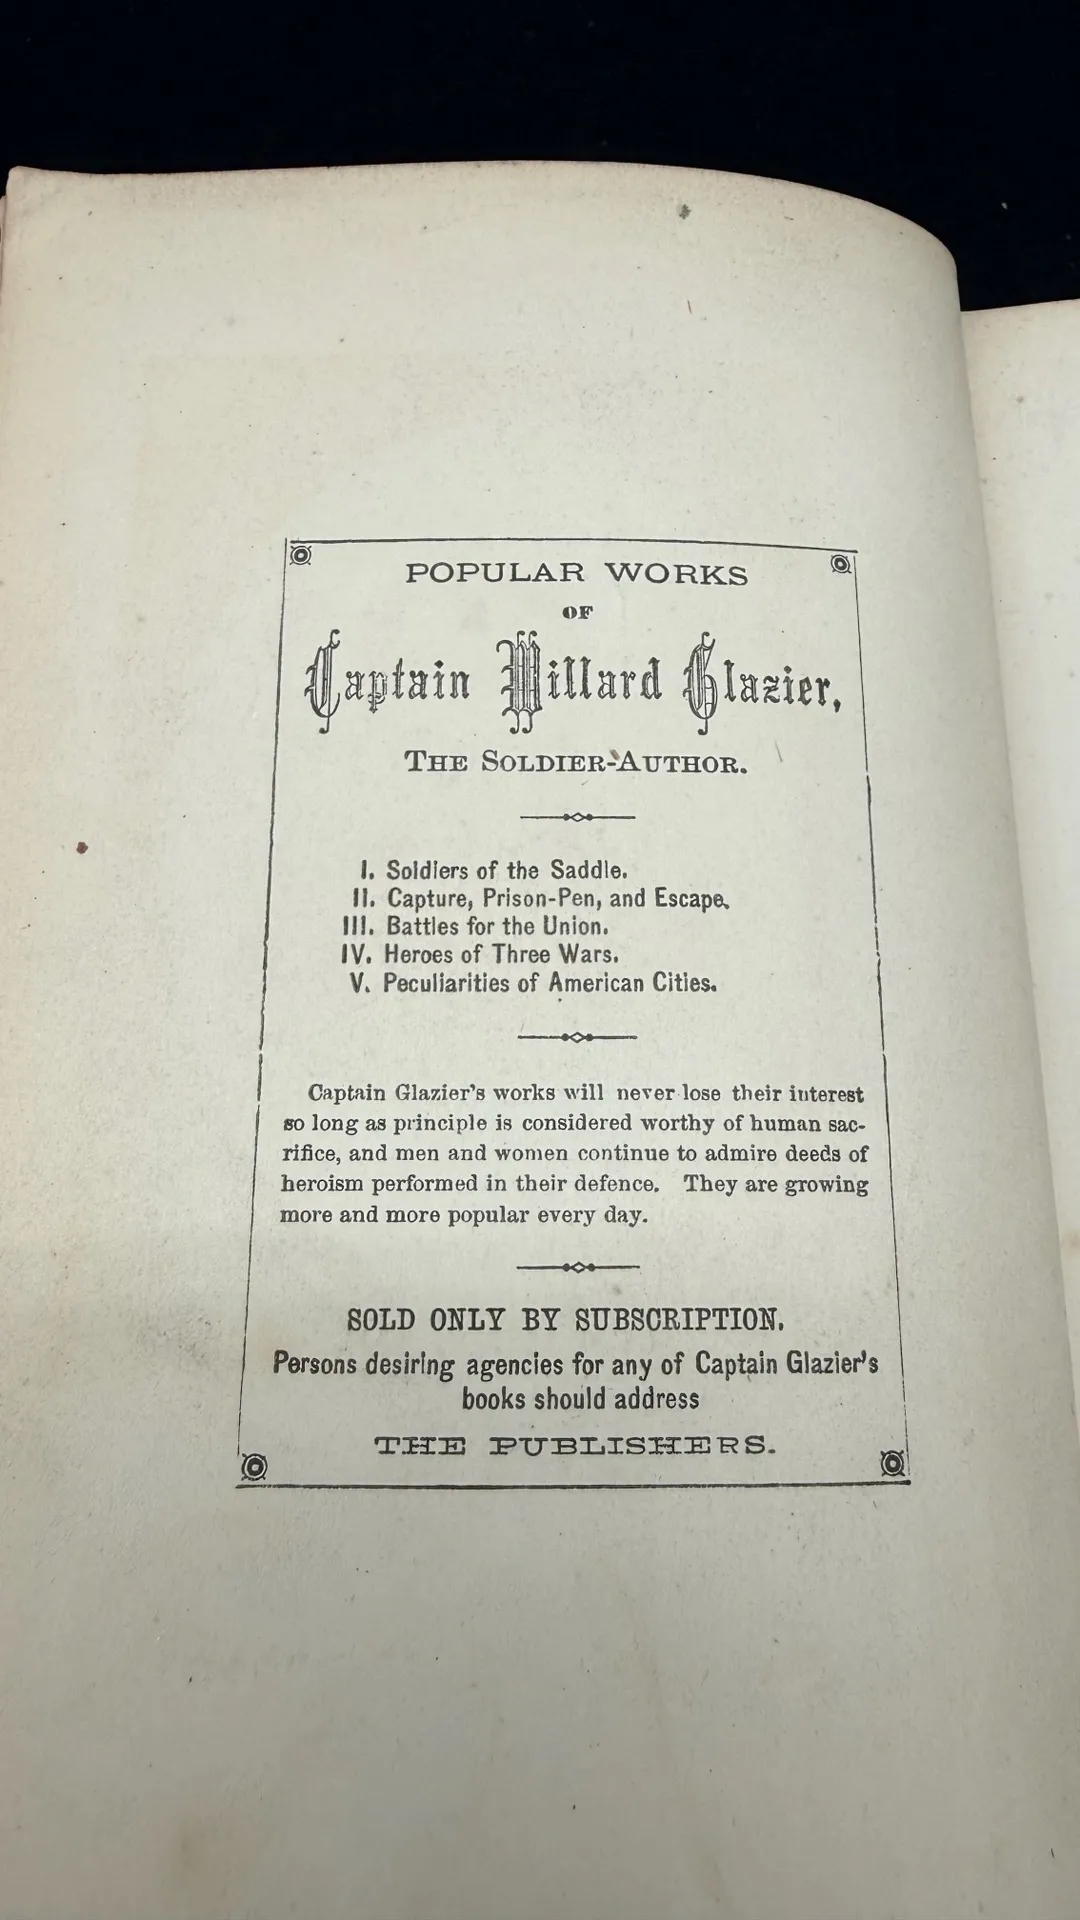 POPULAR WORKS
OF
Captain Willard Glazier,
THE SOLDIER-AUTHOR.
I. Soldiers of the Saddle.
II. Capture, Prison-Pen, and Escape.
III. Battles for the Union.
IV. Heroes of Three Wars.
V. Peculiarities of American Cities.
Captain Glazier's works will never lose their interest
so long as principle is considered worthy of human sac-
rifice, and men and women continue to admire deeds of
heroism performed in their defence. They are growing
more and more popular every day.
SOLD ONLY BY SUBSCRIPTION.
Persons desiring agencies for any of Captain Glazier's
books should address
THE PUBLISHERS.